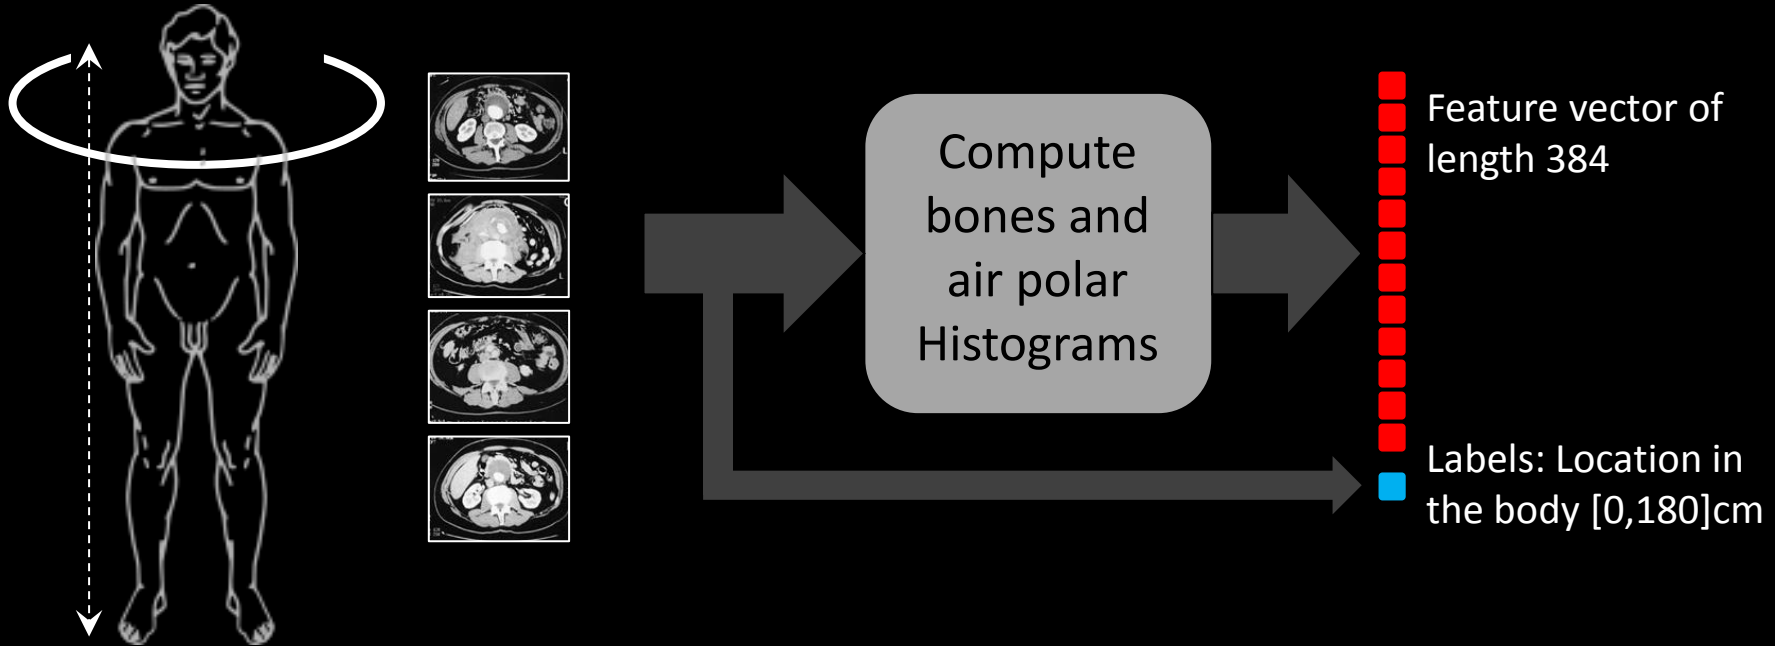 Compute
bones and
air polar
Histograms
Feature vector of
length 384
Labels: Location in
the body [0,180]cm